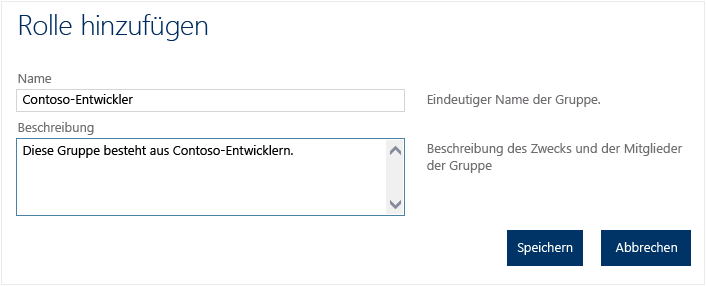 Rolle hinzufügen
Name
Contoso-Entwickler
Eindeutiger Name der Gruppe.
Beschreibung
Diese Gruppe besteht aus Contoso-Entwicklern.
Beschreibung des Zwecks und der Mitglieder
der Gruppe
Speichern
Abbrechen